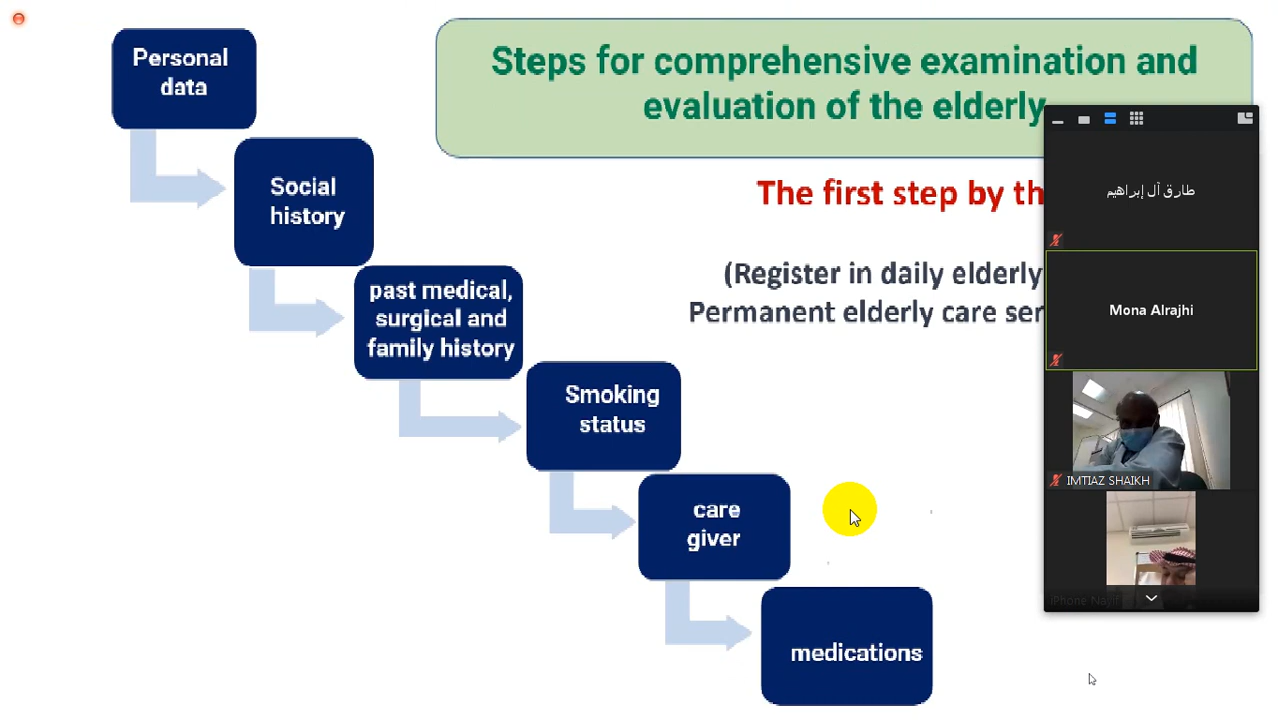 Personal
data
Steps for comprehensive examination and
evaluation of the elderly
Social
history
The first step by th
(Register in daily elderly
Permanent elderly care ser
past medical,
surgical and
family history
Smoking
status
care
giver
medications
طارق آل إبراهيم
Mona Alrajhi
IMTIAZ SHAIKH
iPhone Nayif